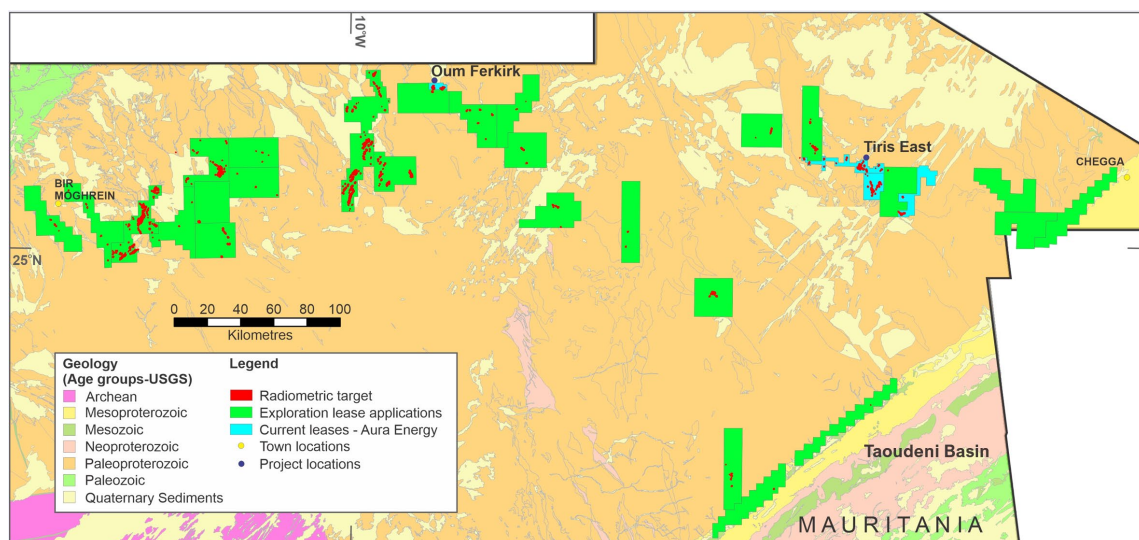 10°W
Oum Ferkirk
Tiris East
CHEGGA
BIR
MOGHREIN
25°N
0 20 40 60 80 100
Kilometres
Geology
(Age groups-USGS)
Archean
Mesoproterozoic
Mesozoic
Neoproterozoic
Paleoproterozoic
Paleozoic
Quaternary Sediments
Legend
Radiometric target
Exploration lease applications
Current leases - Aura Energy
Town locations
Project locations
Taoudeni Basin
MAURITANIA